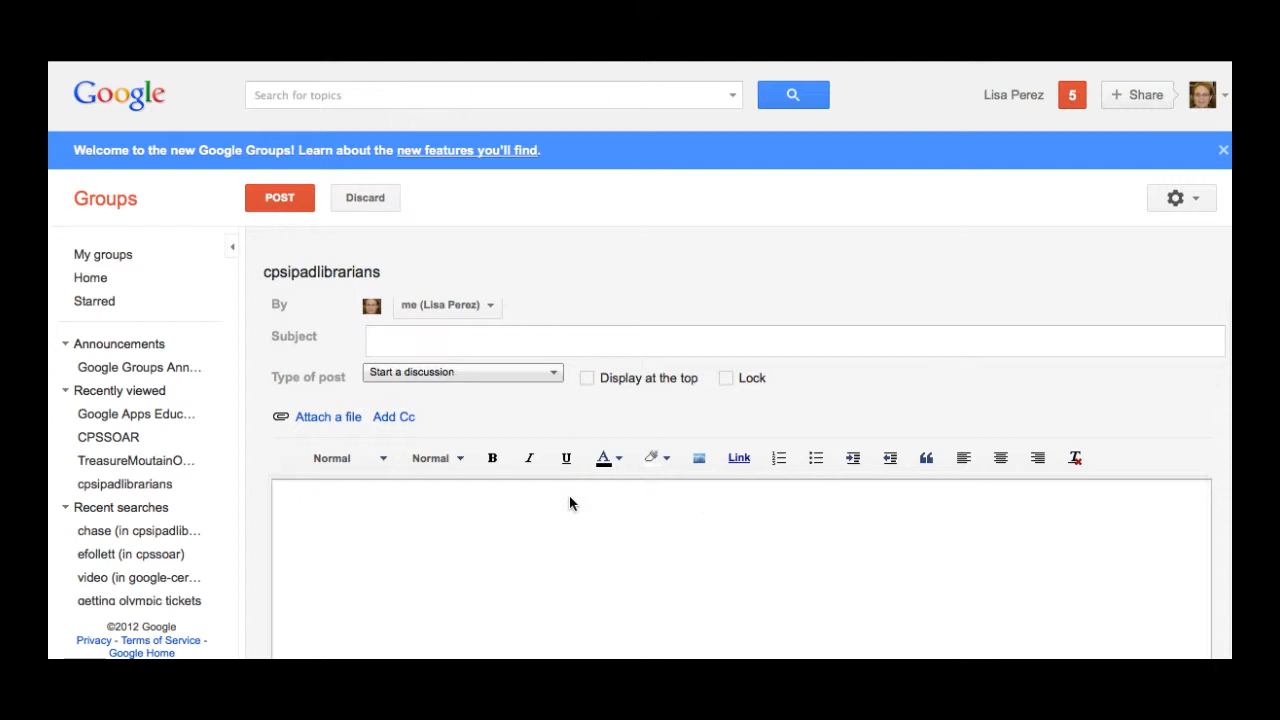 Google
Search for topics
Lisa Perez
5
+ Share
Welcome to the new Google Groups! Learn about the new features you'll find.
Groups
POST
Discard
My groups
Home
Starred
Announcements
Google Groups Ann...
Recently viewed
Google Apps Educ...
CPSSOAR
TreasureMoutainO...
cpsipadlibrarians
Recent searches
chase (in cpsipadlib...
efollett (in cpssoar)
video (in google-cer...
getting olympic tickets
©2012 Google
Privacy - Terms of Service -
Google Home
cpsipadlibrarians
By
me (Lisa Perez)
Subject
Type of post
Start a discussion
Display at the top
Lock
Attach a file
Add Cc
Normal
Normal
B
I
U
A
Link